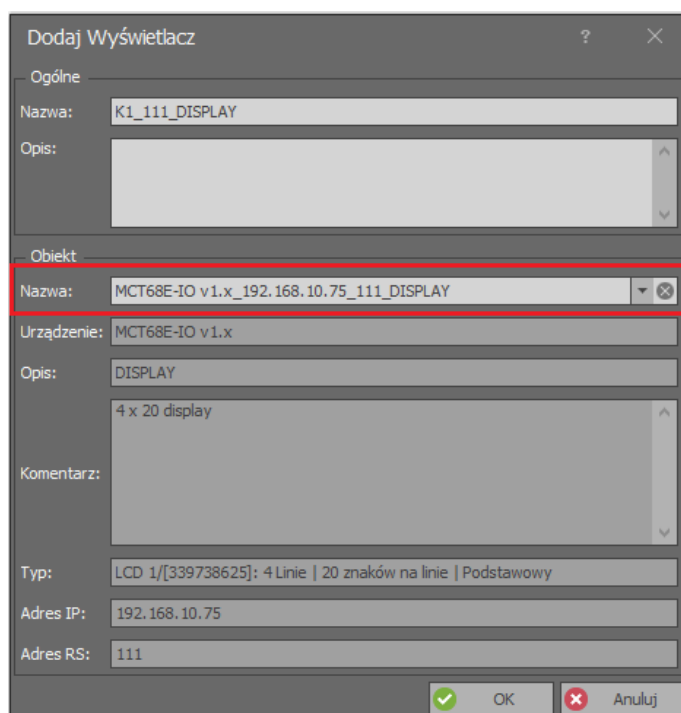 Dodaj Wyświetlacz ?
Ogólne
Nazwa: K1_111_DISPLAY
Opis:
Obiekt
Nazwa: MCT68E-IO v1.x_192.168.10.75_111_DISPLAY
Urządzenie: MCT68E-IO v1.x
Opis: DISPLAY
4 x 20 display
Komentarz:
Typ: LCD 1/[339738625]: 4 Linie | 20 znaków na linie | Podstawowy
Adres IP: 192.168.10.75
Adres RS: 111
OK Anuluj